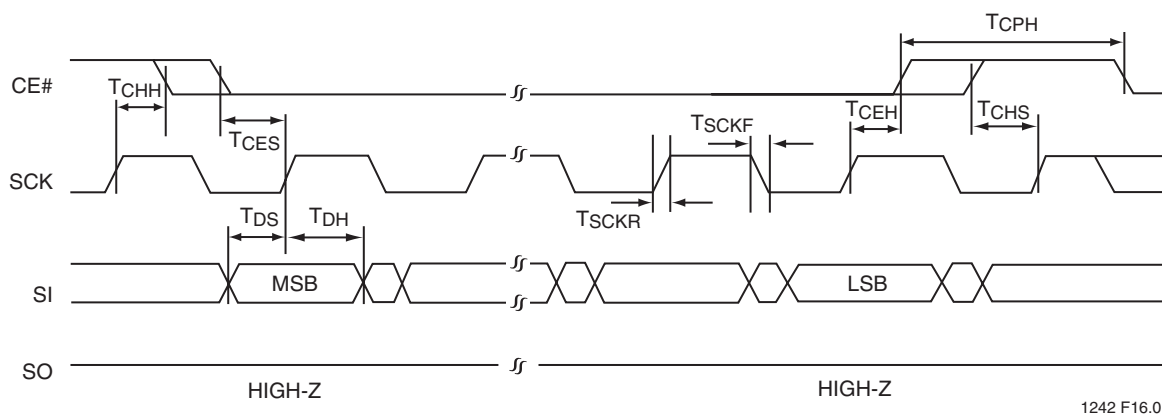 TCPH
CE#
TCHH
TCES
TSCKF
TCEH
TCHS
SCK
TSCKR
TDS
TDH
SI
MSB
LSB
SO
HIGH-Z
HIGH-Z
1242 F16.0